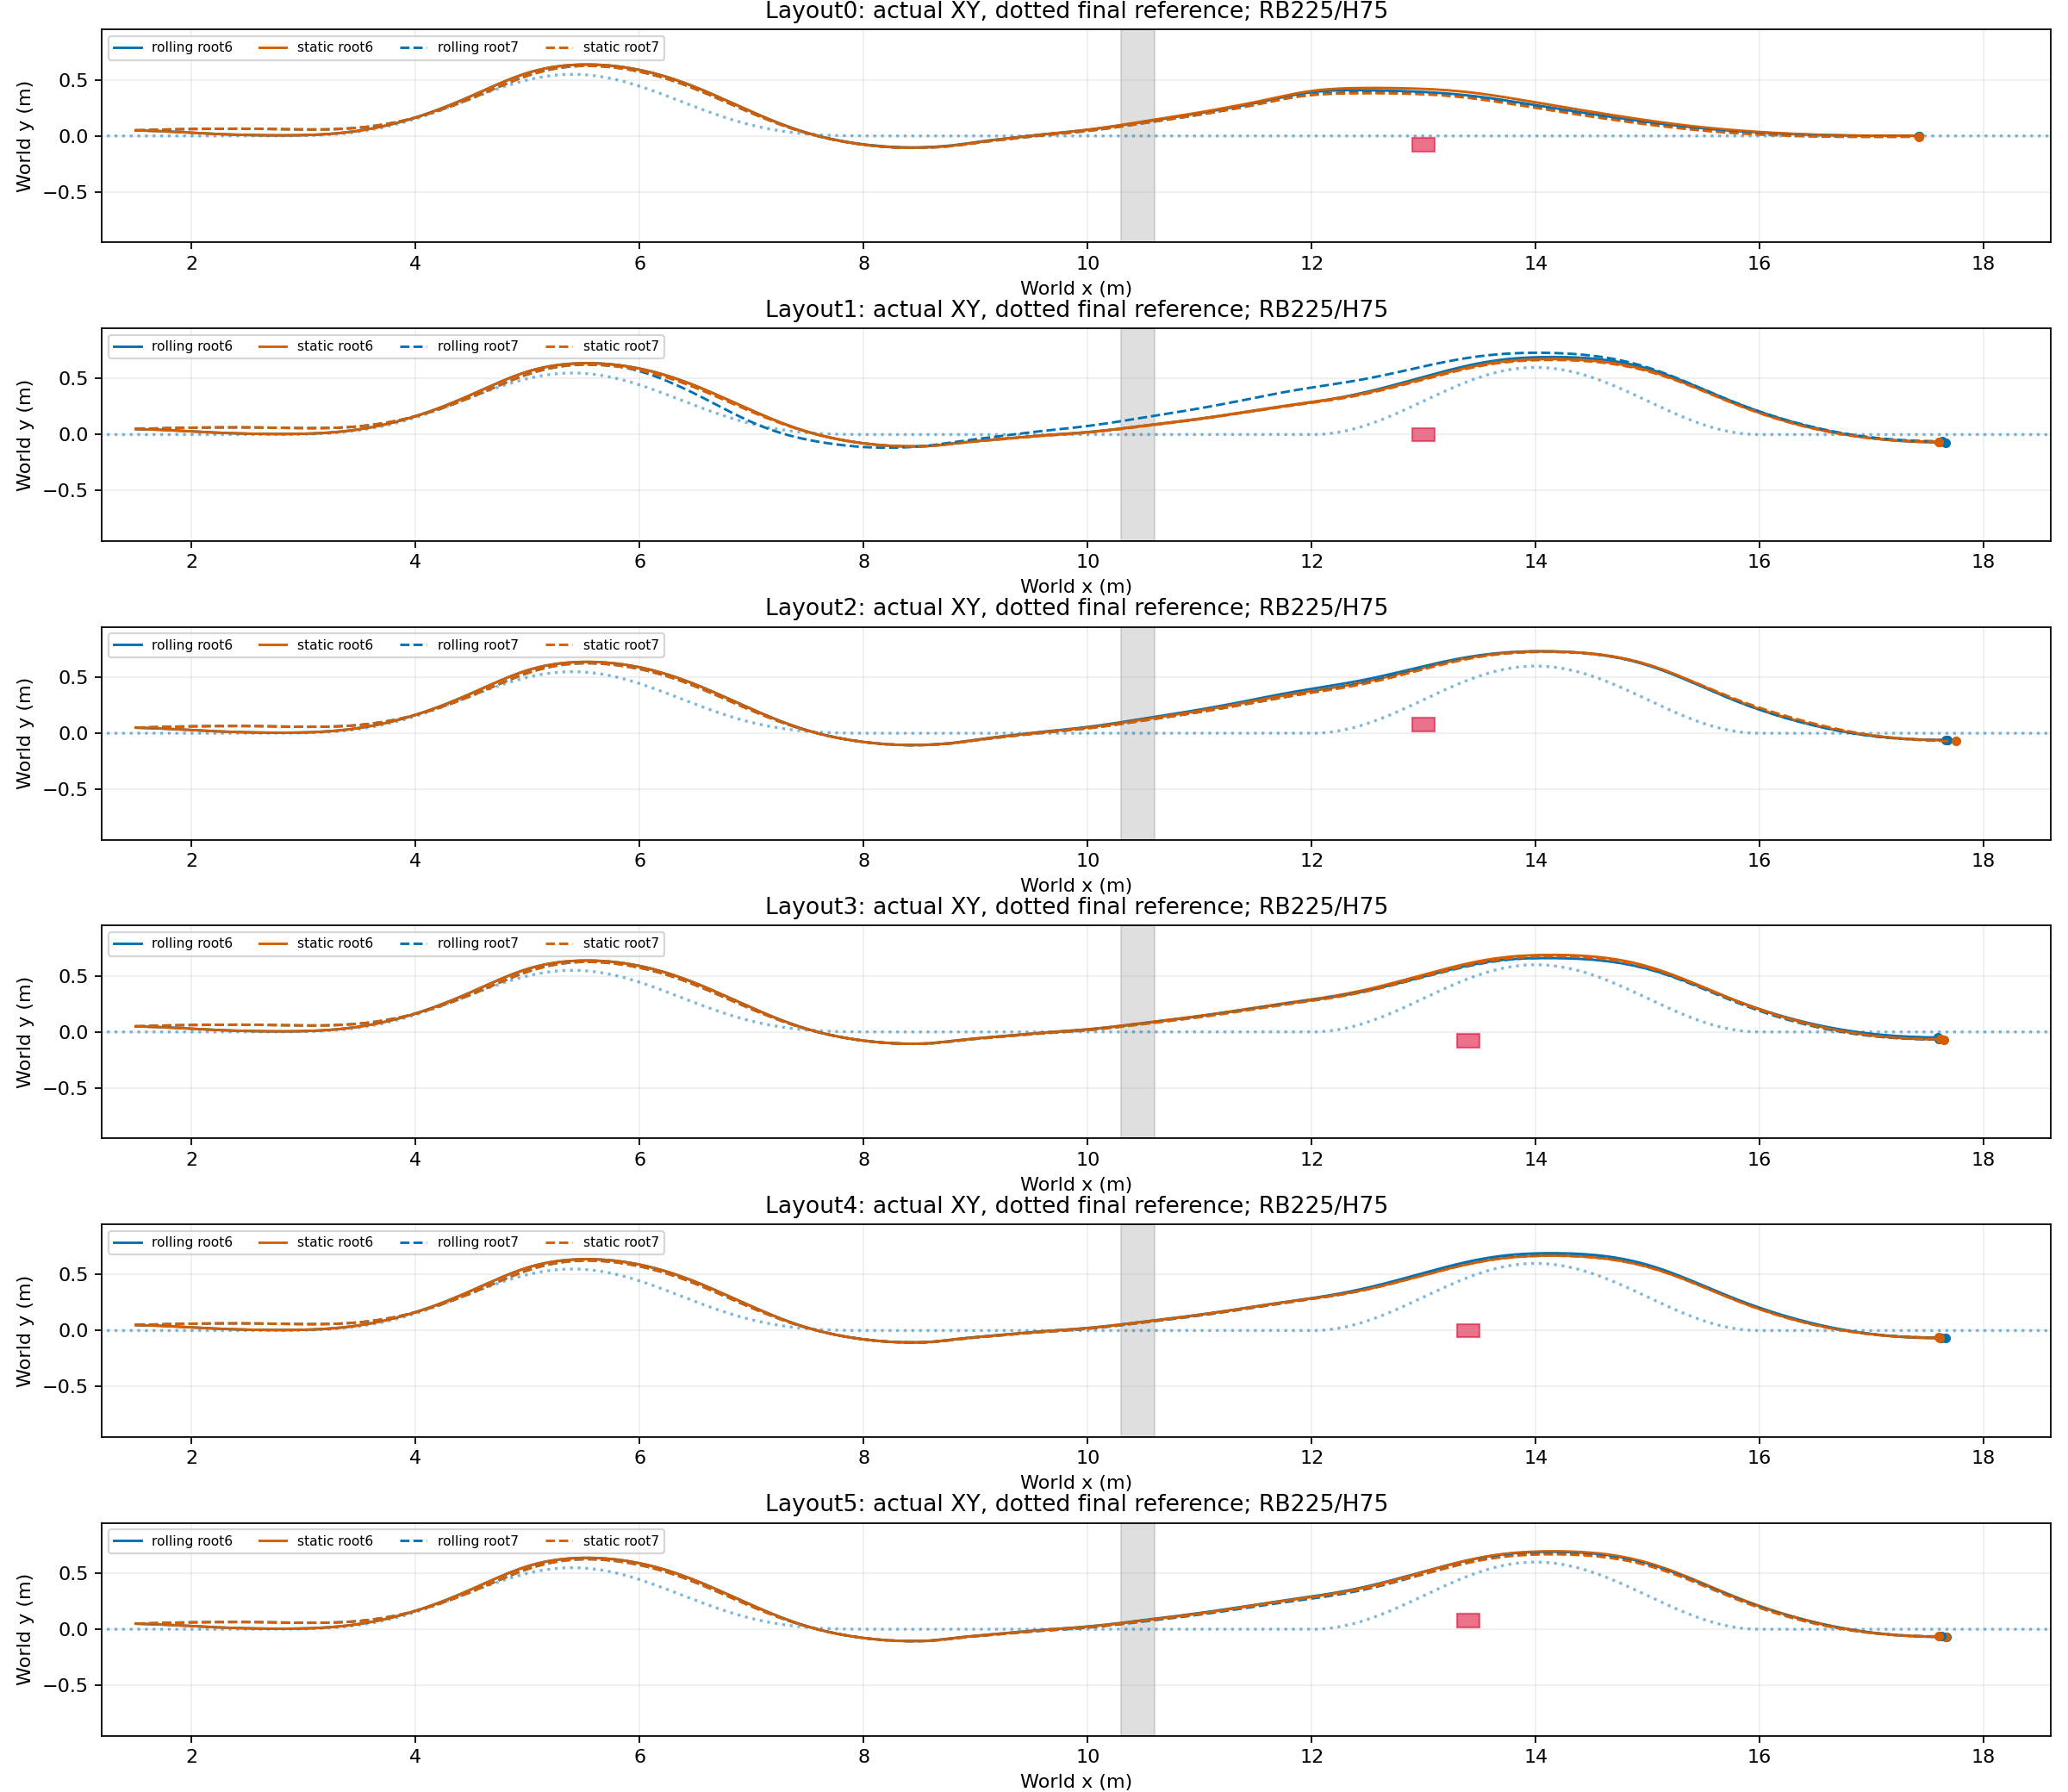 Layout0: actual XY, dotted final reference; RB225/H75
rolling root6 static root6 rolling root7 static root7
World y (m)
0.5
0.0
−0.5
2 4 6 8 10 12 14 16 18
World x (m)
Layout1: actual XY, dotted final reference; RB225/H75
rolling root6 static root6 rolling root7 static root7
World y (m)
0.5
0.0
−0.5
2 4 6 8 10 12 14 16 18
World x (m)
Layout2: actual XY, dotted final reference; RB225/H75
rolling root6 static root6 rolling root7 static root7
World y (m)
0.5
0.0
−0.5
2 4 6 8 10 12 14 16 18
World x (m)
Layout3: actual XY, dotted final reference; RB225/H75
rolling root6 static root6 rolling root7 static root7
World y (m)
0.5
0.0
−0.5
2 4 6 8 10 12 14 16 18
World x (m)
Layout4: actual XY, dotted final reference; RB225/H75
rolling root6 static root6 rolling root7 static root7
World y (m)
0.5
0.0
−0.5
2 4 6 8 10 12 14 16 18
World x (m)
Layout5: actual XY, dotted final reference; RB225/H75
rolling root6 static root6 rolling root7 static root7
World y (m)
0.5
0.0
−0.5
2 4 6 8 10 12 14 16 18
World x (m)